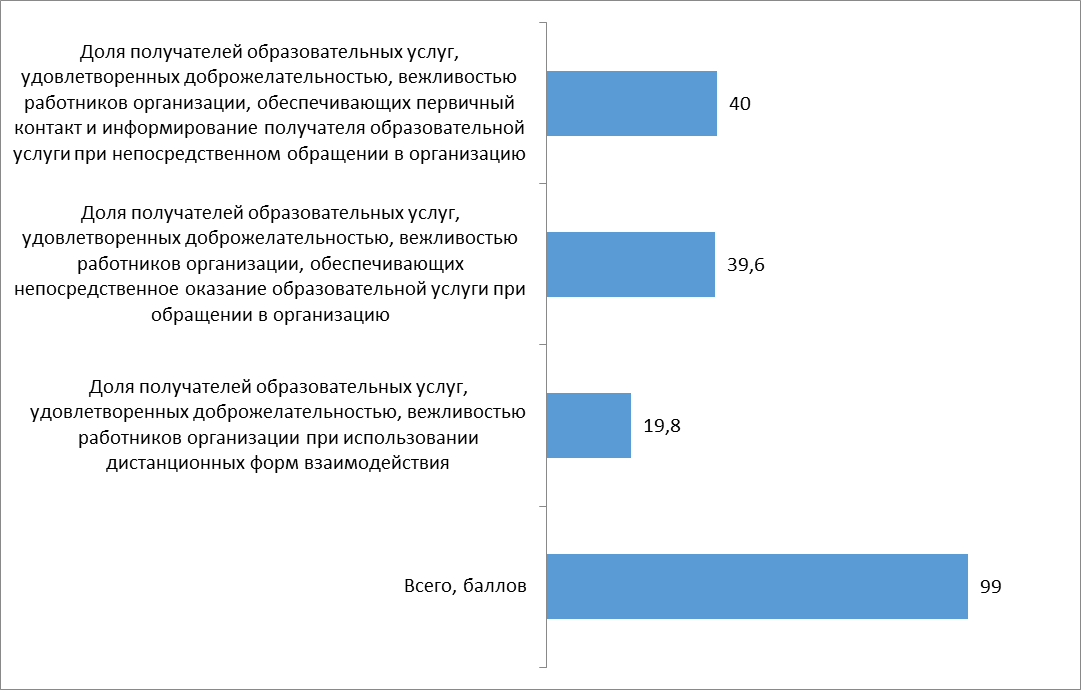 Доля получателей образовательных услуг,
удовлетворенных доброжелательностью, вежливостью
работников организации, обеспечивающих первичный
контакт и информирование получателя образовательной
услуги при непосредственном обращении в организацию
40
Доля получателей образовательных услуг,
удовлетворенных доброжелательностью, вежливостью
работников организации, обеспечивающих
непосредственное оказание образовательной услуги при
обращении в организацию
39,6
Доля получателей образовательных услуг,
удовлетворенных доброжелательностью, вежливостью
работников организации при использовании
дистанционных форм взаимодействия
19,8
Всего, баллов
99